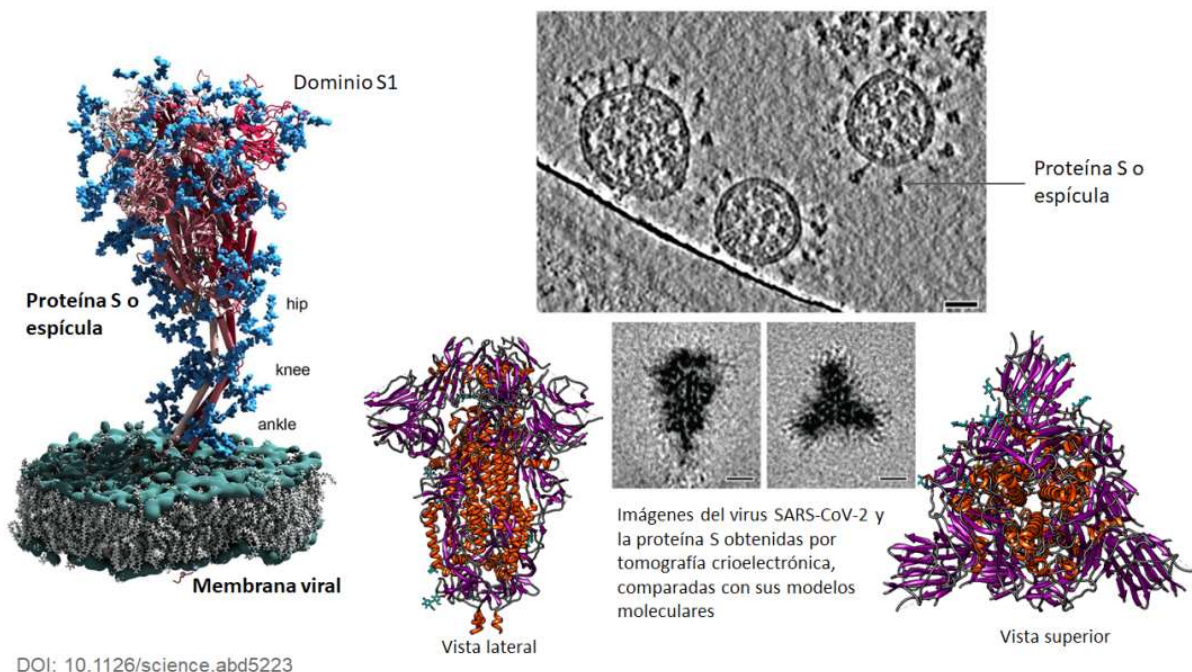 Dominio S1
Proteína S o
espícula
Proteína S o
espícula
hip
knee
ankle
Membrana viral
Imágenes del virus SARS-CoV-2 y
la proteína S obtenidas por
tomografía crioelectrónica,
comparadas con sus modelos
moleculares
Vista lateral
Vista superior
DOI: 10.1126/science.abd5223